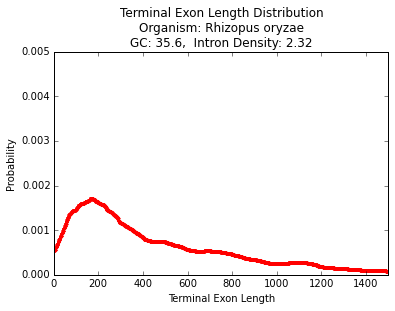 Terminal Exon Length Distribution
Organism: Rhizopus oryzae
GC: 35.6,  Intron Density: 2.32
0.005
0.004
0.003
0.002
0.001
0.000
Probability
0 200 400 600 800 1000 1200 1400
Terminal Exon Length